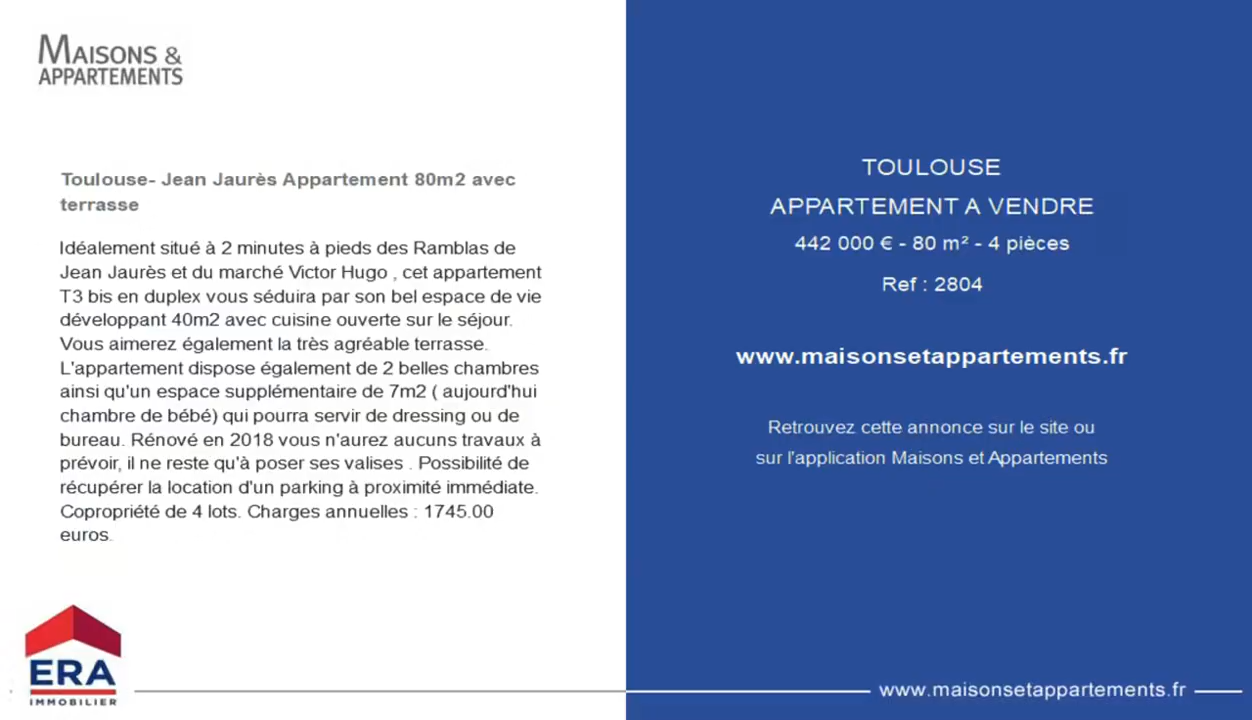 MAISONS &
APPARTEMENTS
Toulouse- Jean Jaurès Appartement 80m2 avec
terrasse
Idéalement situé à 2 minutes à pieds des Ramblas de
Jean Jaurès et du marché Victor Hugo , cet appartement
T3 bis en duplex vous séduira par son bel espace de vie
développant 40m2 avec cuisine ouverte sur le séjour.
Vous aimerez également la très agréable terrasse.
L'appartement dispose également de 2 belles chambres
ainsi qu'un espace supplémentaire de 7m2 ( aujourd'hui
chambre de bébé) qui pourra servir de dressing ou de
bureau. Rénové en 2018 vous n'aurez aucuns travaux à
prévoir, il ne reste qu'à poser ses valises . Possibilité de
récupérer la location d'un parking à proximité immédiate.
Copropriété de 4 lots. Charges annuelles : 1745.00
euros.
ERA
IMMOBILIER
TOULOUSE
APPARTEMENT A VENDRE
442 000 € - 80 m² - 4 pièces
Ref : 2804
www.maisonsetappartements.fr
Retrouvez cette annonce sur le site ou
sur l'application Maisons et Appartements
www.maisonsetappartements.fr